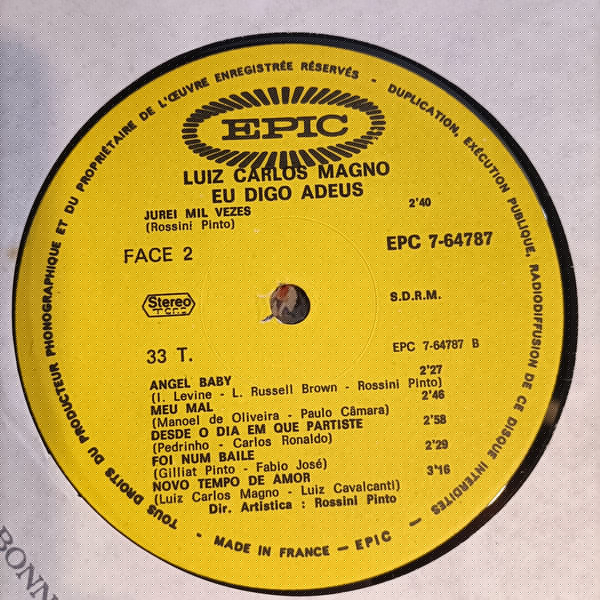 TOUS DROITS DU PRODUCTEUR PHONOGRAPHIQUE ET DU PROPRIÉTAIRE DE L'ŒUVRE ENREGISTRÉE RÉSERVÉS - DUPLICATION, EXÉCUTION PUBLIQUE, RADIODIFFUSION DE CE DISQUE INTERDITES
EPIC
LUIZ CARLOS MAGNO
EU DIGO ADEUS
JUREI MIL VEZES 2'40
(Rossini Pinto)
FACE 2 EPC 7-64787
Stereo S.D.R.M.
33 T. EPC 7-64787 B
ANGEL BABY 2'27
(I. Levine - L. Russell Brown - Rossini Pinto)
MEU MAL 2'46
(Manoel de Oliveira - Paulo Câmara)
DESDE O DIA EM QUE PARTISTE 2'58
(Pedrinho - Carlos Ronaldo)
FOI NUM BAILE 2'29
(Gilliat Pinto - Fabio José)
NOVO TEMPO DE AMOR 3'16
(Luiz Carlos Magno - Luiz Cavalcanti)
Dir. Artistica : Rossini Pinto
- MADE IN FRANCE - EPIC -
BONN